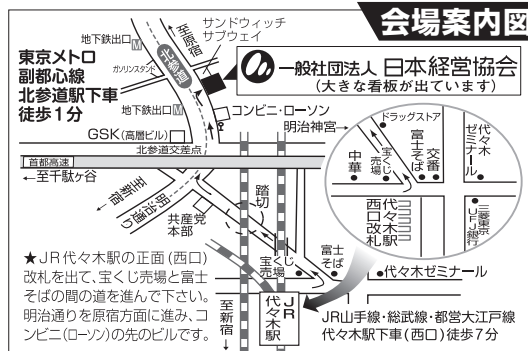 会場案内図
サンドウィッチ
サブウェイ
至原宿
地下鉄出口
M
北参道
東京メトロ
副都心線
北参道駅下車
徒歩1分
ガソリンスタンド
一般社団法人 日本経営協会
(大きな看板が出ています)
地下鉄出口
M
コンビニ・ローソン
明治神宮
GSK(高層ビル)
北参道交差点
首都高速
←至千駄ヶ谷
至新宿
明治通り
共産党
本部
踏切
ドラッグストア
中華
宝くじ
売場
富士そば
交番
代々木
ゼミナール
代々木駅
西口改札
三菱東京
UFJ銀行
★JR代々木駅の正面(西口)
改札を出て、宝くじ売場と富士
そばの間の道を進んで下さい。
明治通りを原宿方面に進み、コ
ンビニ(ローソン)の先のビルです。
宝くじ
売場
富士
そば
代々木ゼミナール
至新宿
JR
代々木駅
JR山手線・総武線・都営大江戸線
代々木駅下車(西口)徒歩7分